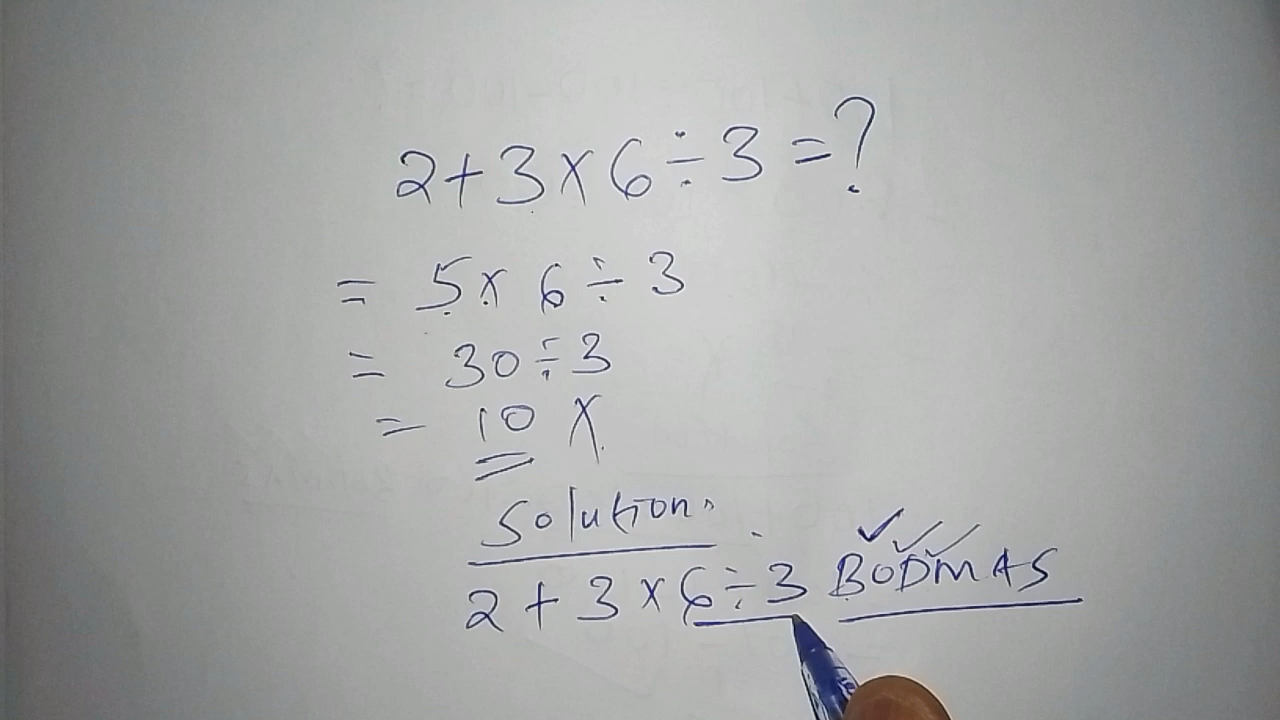 2+3×6÷3=?
= 5×6÷3
= 30÷3
= 10 X
Solution.
2+3×6÷3 BODMAS